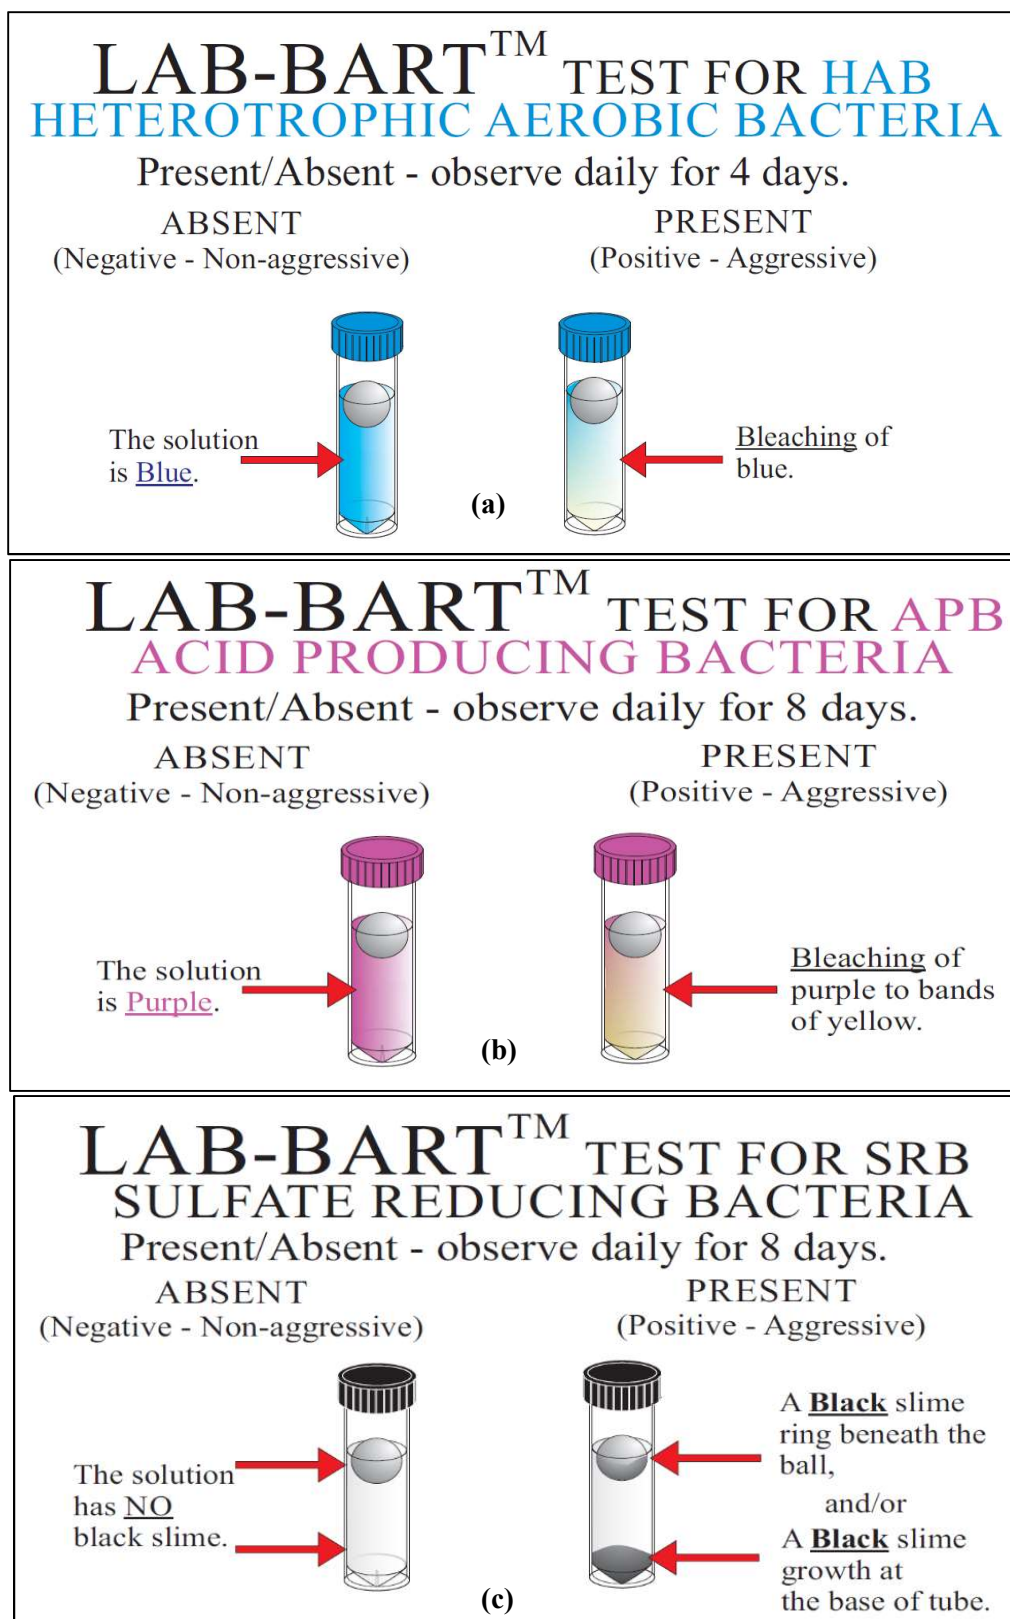 LAB-BART™ TEST FOR HAB
HETEROTROPHIC AEROBIC BACTERIA
Present/Absent - observe daily for 4 days.
ABSENT
(Negative - Non-aggressive)
PRESENT
(Positive - Aggressive)
The solution
is Blue.
Bleaching of
blue.
(a)
LAB-BART™ TEST FOR APB
ACID PRODUCING BACTERIA
Present/Absent - observe daily for 8 days.
ABSENT
(Negative - Non-aggressive)
PRESENT
(Positive - Aggressive)
The solution
is Purple.
Bleaching of
purple to bands
of yellow.
(b)
LAB-BART™ TEST FOR SRB
SULFATE REDUCING BACTERIA
Present/Absent - observe daily for 8 days.
ABSENT
(Negative - Non-aggressive)
PRESENT
(Positive - Aggressive)
The solution
has NO
black slime.
A Black slime
ring beneath the
ball,
and/or
A Black slime
growth at
the base of tube.
(c)